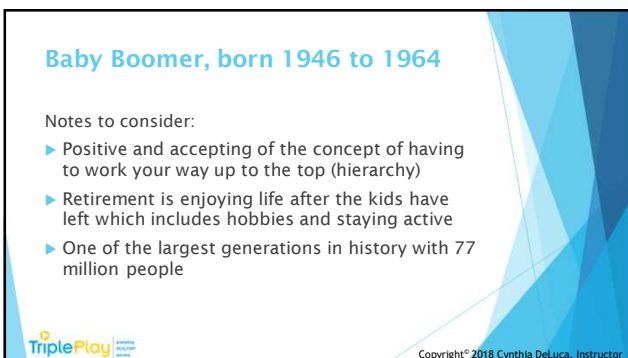 Baby Boomer, born 1946 to 1964
Notes to consider:
Positive and accepting of the concept of having
to work your way up to the top (hierarchy)
Retirement is enjoying life after the kids have
left which includes hobbies and staying active
One of the largest generations in history with 77
million people
TriplePlay
promoting
REALTOR®
success
Copyright© 2018 Cynthia DeLuca, Instructor